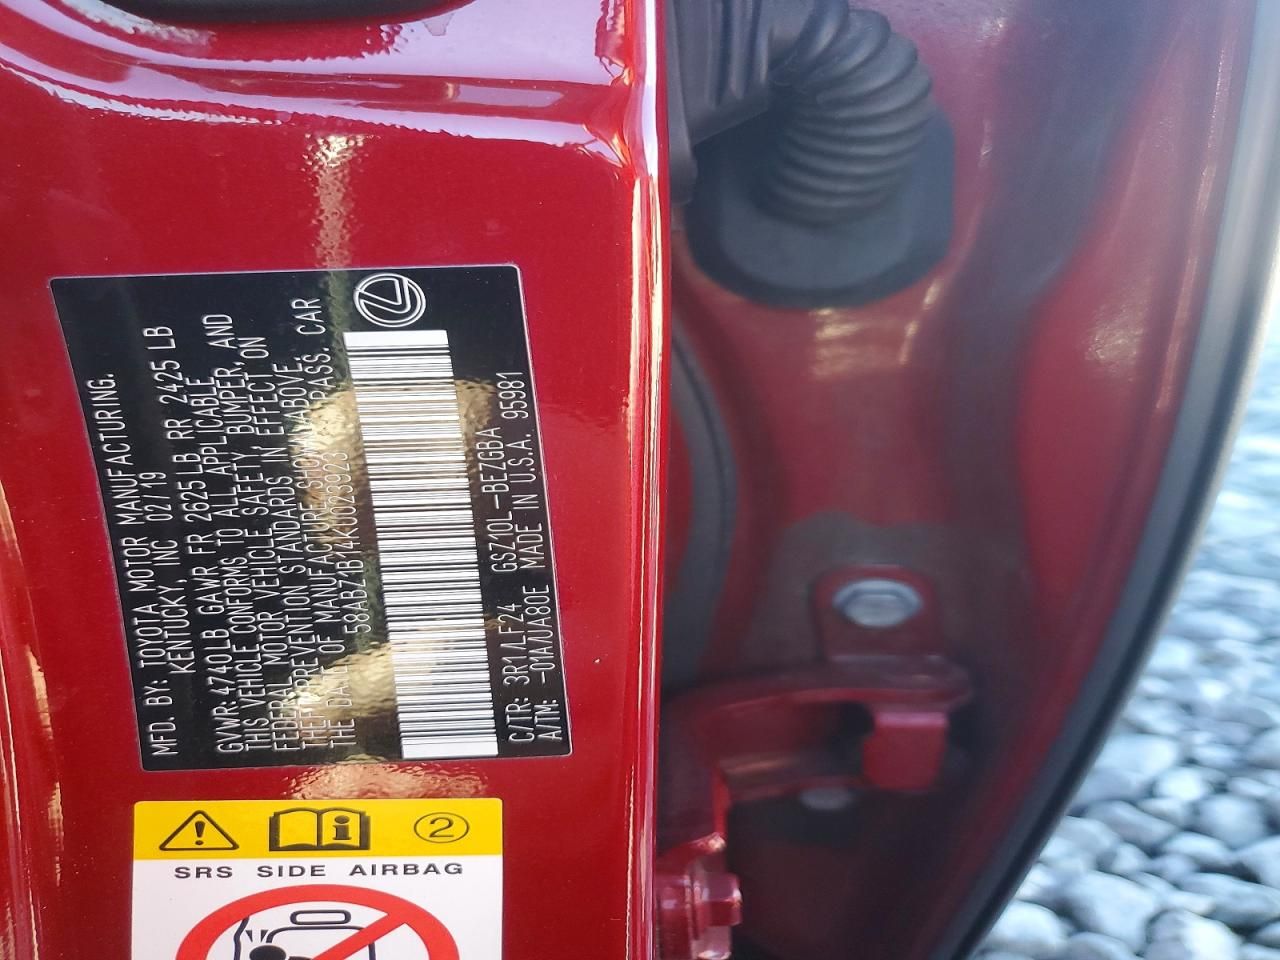 MFD. BY: TOYOTA MOTOR MANUFACTURING,
KENTUCKY, INC 02/19
GVWR: 4740LB GAWR FR 2625LB RR 2425 LB
THIS VEHICLE CONFORMS TO ALL APPLICABLE
FEDERAL MOTOR VEHICLE SAFETY BUMPER, AND
THEFT PREVENTION STANDARDS IN EFFECT ON
THE DATE OF MANUFACTURE SHOWN ABOVE.
58ABZ1B14KU023923 PASS. CAR
C/TR: 3R1/LF24 GSZ10L-BEZGBA
A/TM: -01A/UA80E MADE IN U.S.A. 95981
2
SRS SIDE AIRBAG